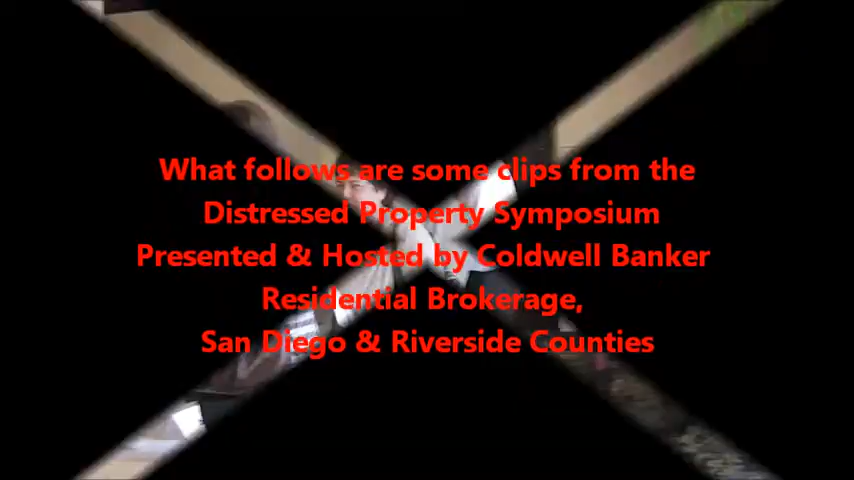 What follows are some clips from the
Distressed Property Symposium
Presented & Hosted by Coldwell Banker
Residential Brokerage,
San Diego & Riverside Counties